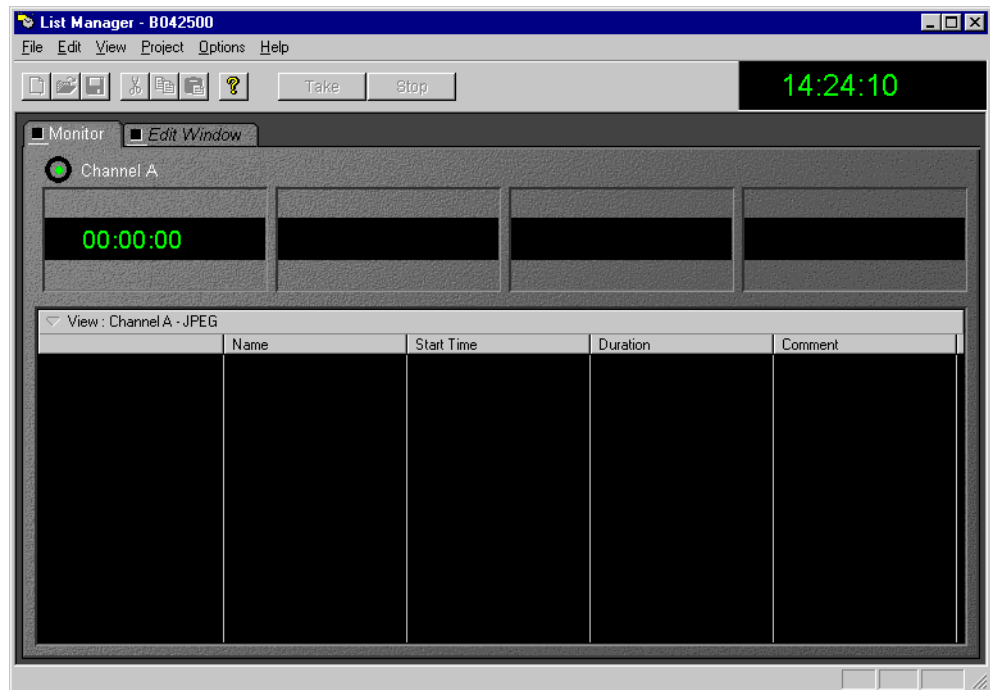 List Manager - B042500
File Edit View Project Options Help
Take Stop
14:24:10
Monitor Edit Window
Channel A
00:00:00
View : Channel A - JPEG
Name Start Time Duration Comment